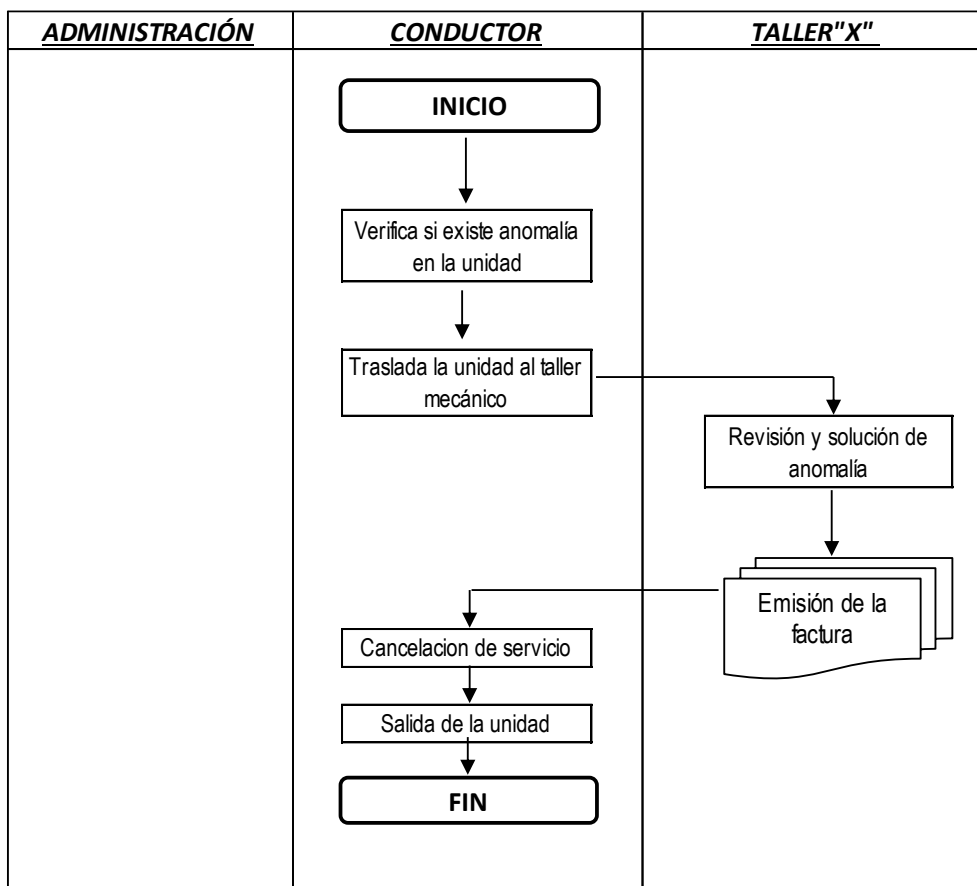 ADMINISTRACIÓN
CONDUCTOR
TALLER"X"
INICIO
Verifica si existe anomalía
en la unidad
Traslada la unidad al taller
mecánico
Revisión y solución de
anomalía
Emisión de la
factura
Cancelacion de servicio
Salida de la unidad
FIN